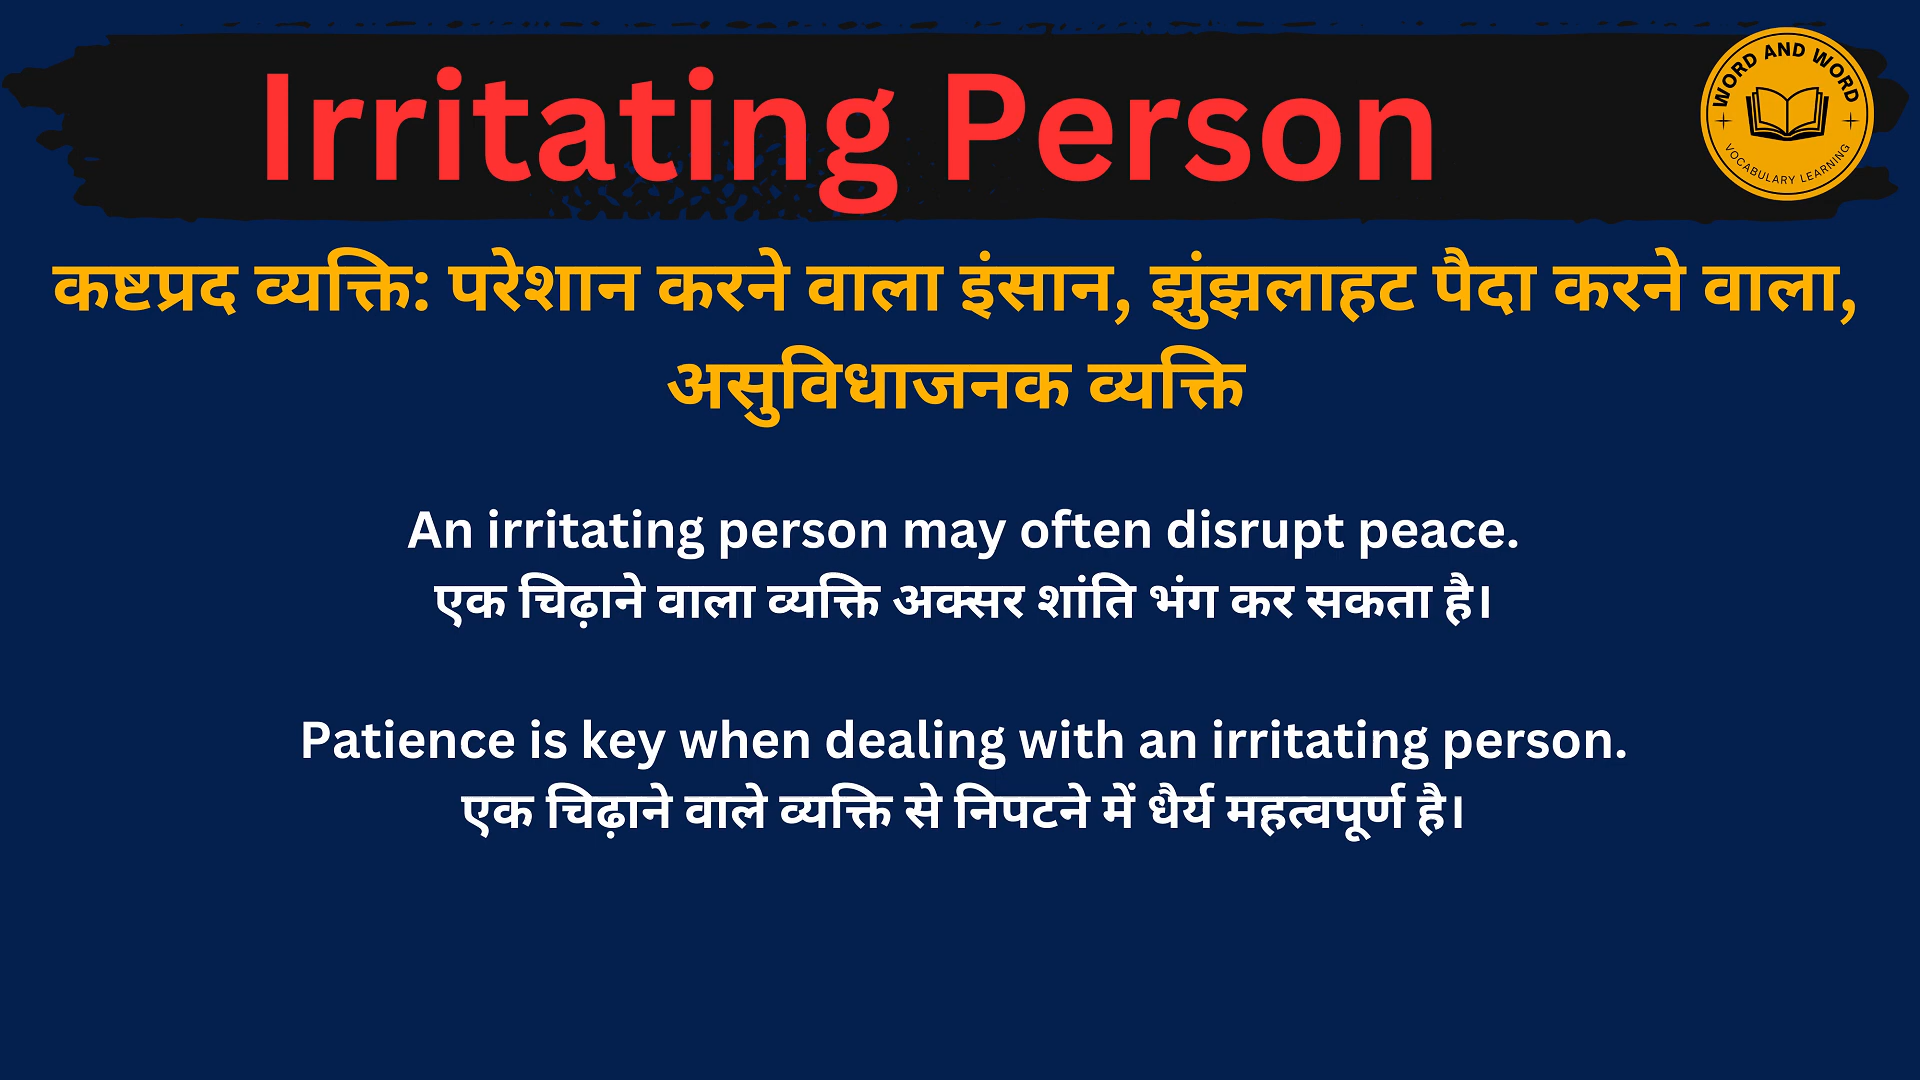 Irritating Person
WORD AND WORD
VOCABULARY LEARNING
कष्टप्रद व्यक्ति: परेशान करने वाला इंसान, झुंझलाहट पैदा करने वाला,
असुविधाजनक व्यक्ति
An irritating person may often disrupt peace.
एक चिढ़ाने वाला व्यक्ति अक्सर शांति भंग कर सकता है।
Patience is key when dealing with an irritating person.
एक चिढ़ाने वाले व्यक्ति से निपटने में धैर्य महत्वपूर्ण है।